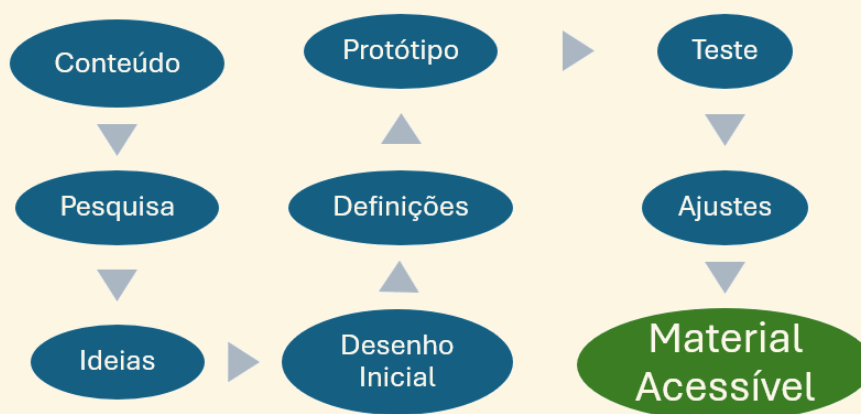 Conteúdo
Pesquisa
Ideias
Desenho
Inicial
Definições
Protótipo
Teste
Ajustes
Material
Acessível